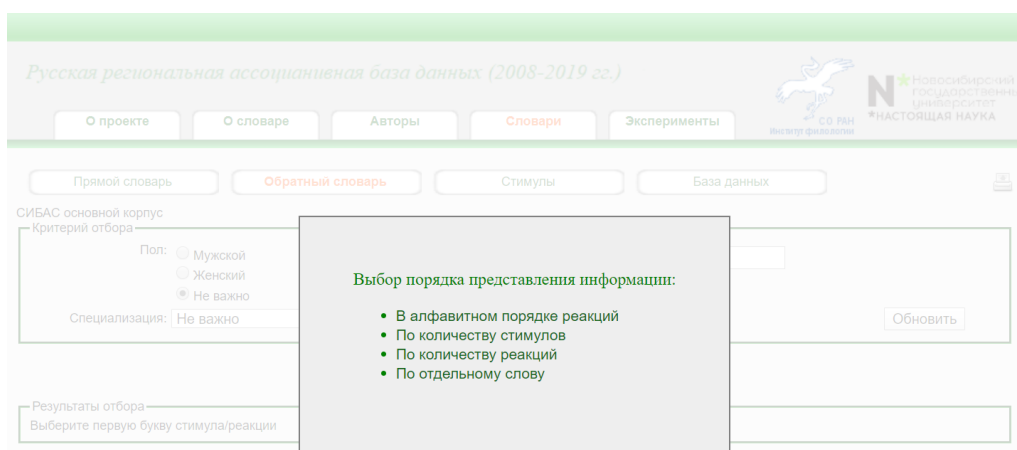 Русская региональная ассоциативная база данных (2008-2019 гг.)
СО РАН
Институт филологии
N*
Новосибирский
государственный
университет
*НАСТОЯЩАЯ НАУКА
О проекте
О словаре
Авторы
Словари
Эксперименты
Прямой словарь
Обратный словарь
Стимулы
База данных
СИБАС основной корпус
Критерий отбора
Пол:
Мужской
Женский
Не важно
Специализация: Не важно
Обновить
Выбор порядка представления информации:
В алфавитном порядке реакций
По количеству стимулов
По количеству реакций
По отдельному слову
Результаты отбора
Выберите первую букву стимула/реакции